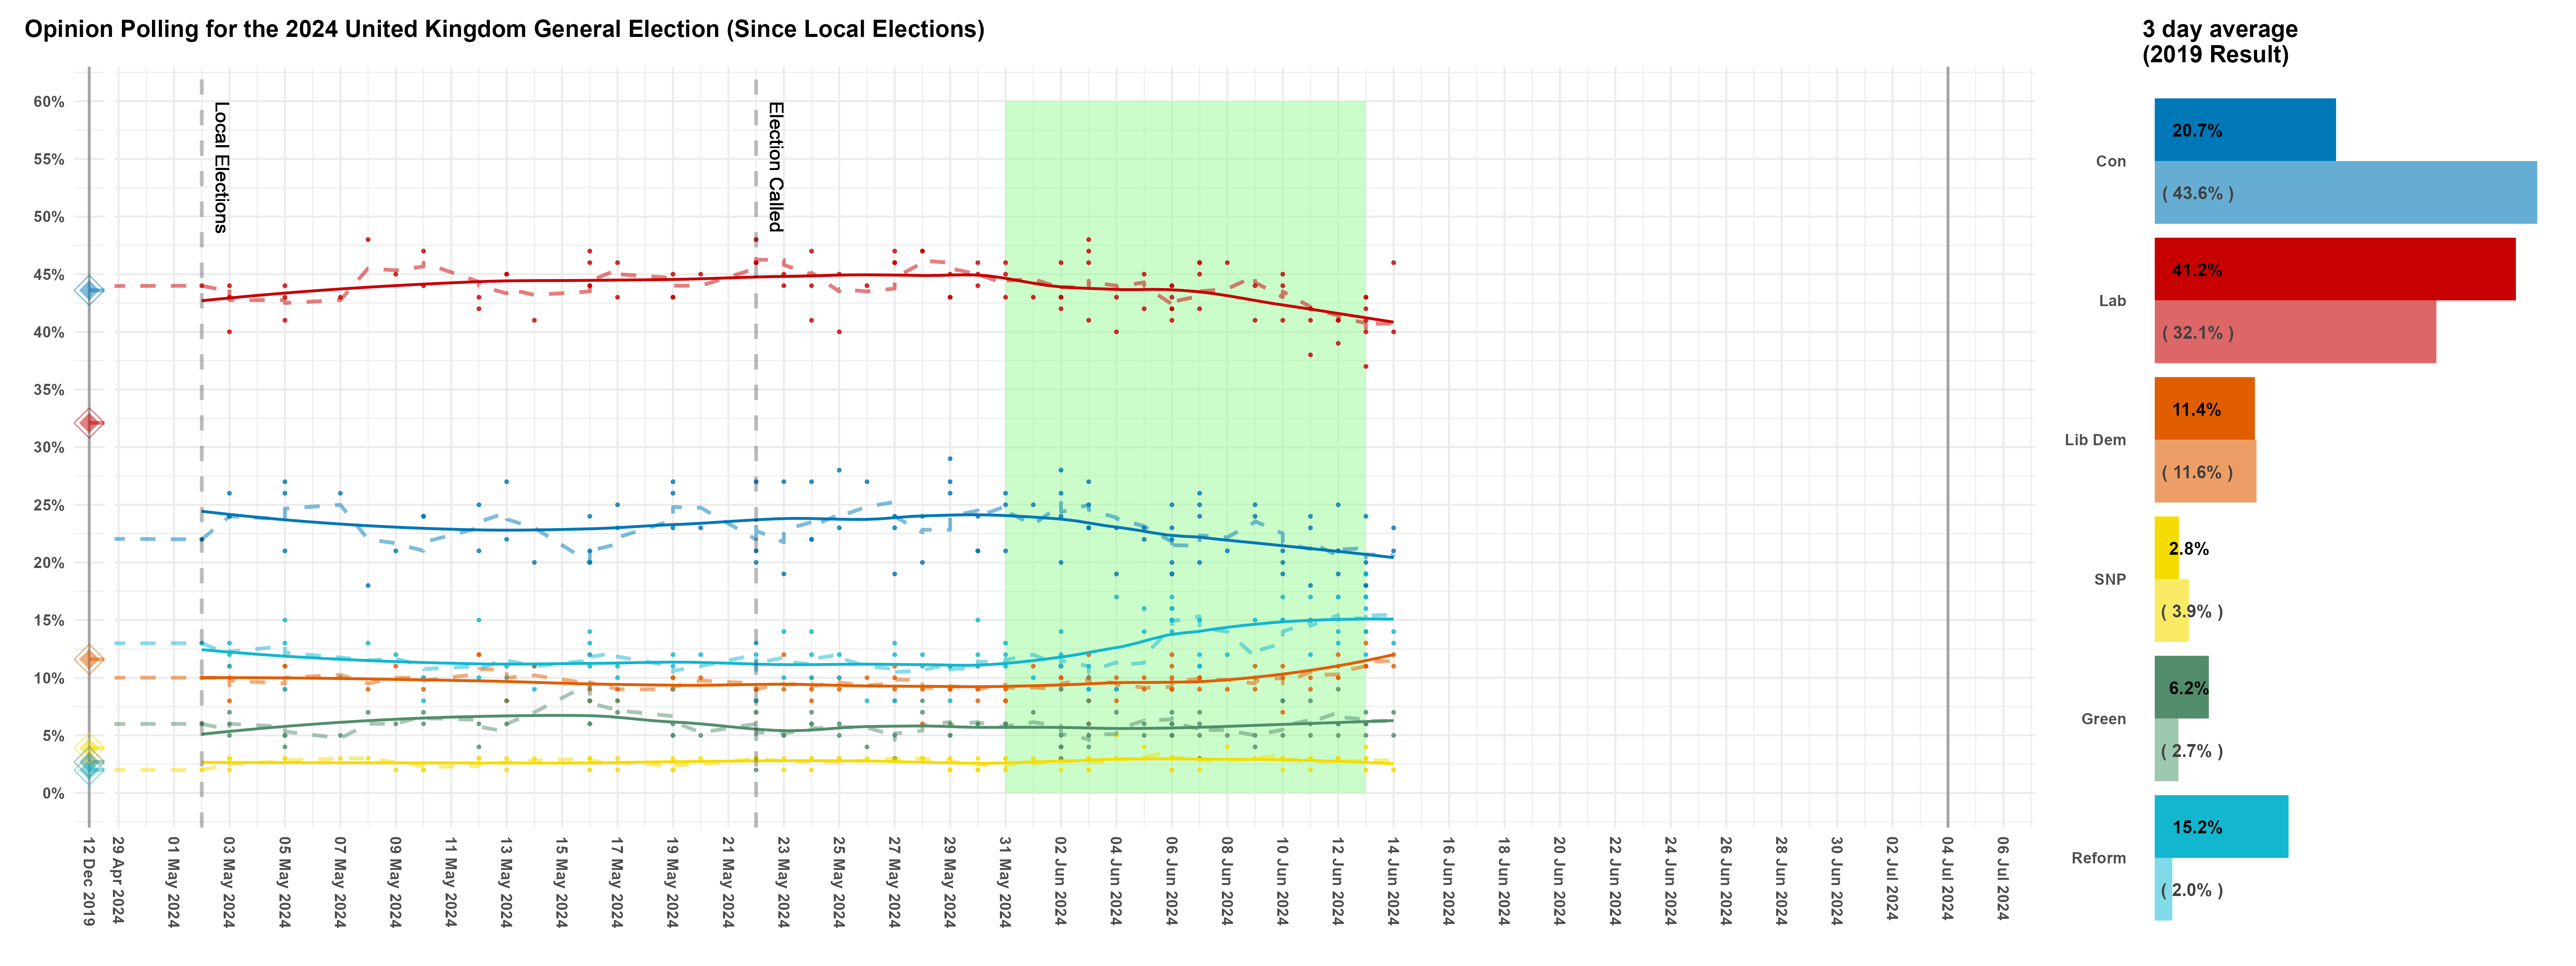 Opinion Polling for the 2024 United Kingdom General Election (Since Local Elections)
60%
55%
50%
45%
40%
35%
30%
25%
20%
15%
10%
5%
0%
Local Elections
Election Called
12 Dec 2019
29 Apr 2024
01 May 2024
03 May 2024
05 May 2024
07 May 2024
09 May 2024
11 May 2024
13 May 2024
15 May 2024
17 May 2024
19 May 2024
21 May 2024
23 May 2024
25 May 2024
27 May 2024
29 May 2024
31 May 2024
02 Jun 2024
04 Jun 2024
06 Jun 2024
08 Jun 2024
10 Jun 2024
12 Jun 2024
14 Jun 2024
16 Jun 2024
18 Jun 2024
20 Jun 2024
22 Jun 2024
24 Jun 2024
26 Jun 2024
28 Jun 2024
30 Jun 2024
02 Jul 2024
04 Jul 2024
06 Jul 2024
3 day average
(2019 Result)
Con
20.7%
( 43.6% )
Lab
41.2%
( 32.1% )
Lib Dem
11.4%
( 11.6% )
SNP
2.8%
( 3.9% )
Green
6.2%
( 2.7% )
Reform
15.2%
( 2.0% )